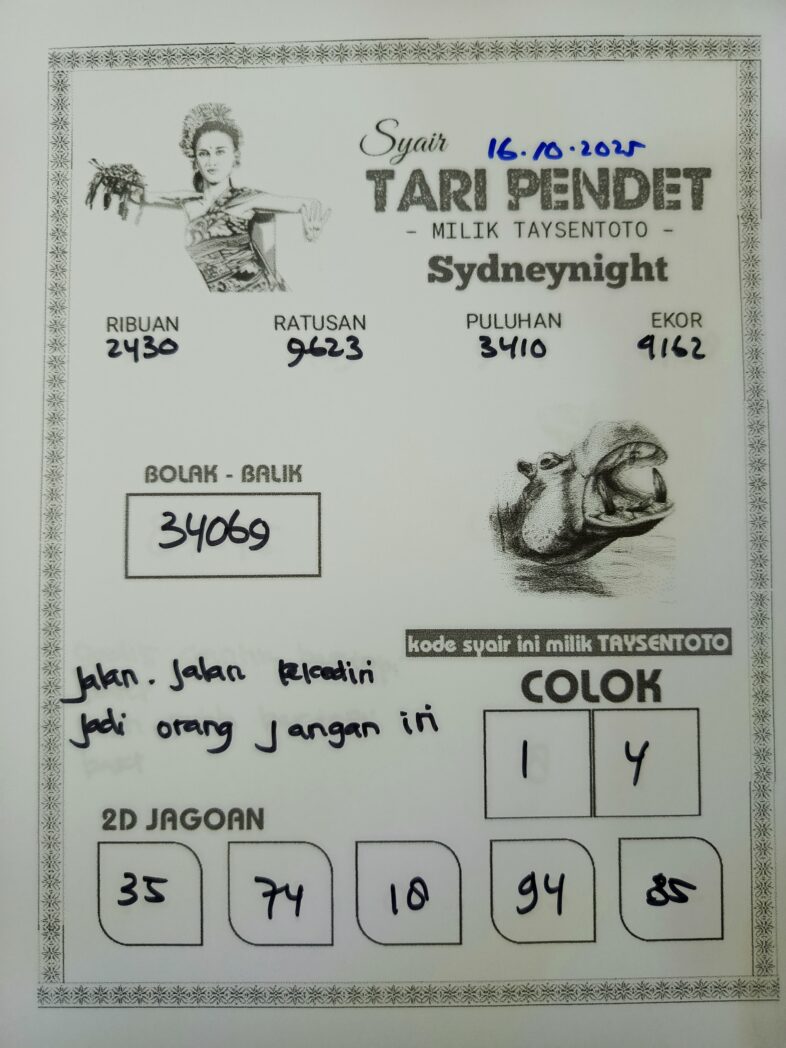 Syair 16.10.2025
TARI PENDET
- MILIK TAYSENTOTO -
Sydneynight
RIBUAN RATUSAN PULUHAN EKOR
2430 9623 3410 9162
BOLAK - BALIK
34069
kode syair ini milik TAYSENTOTO
Jalan. Jalan
Jadi orang Jangan iri
COLOK
1 4
2D JAGOAN
35 74 18 94 85